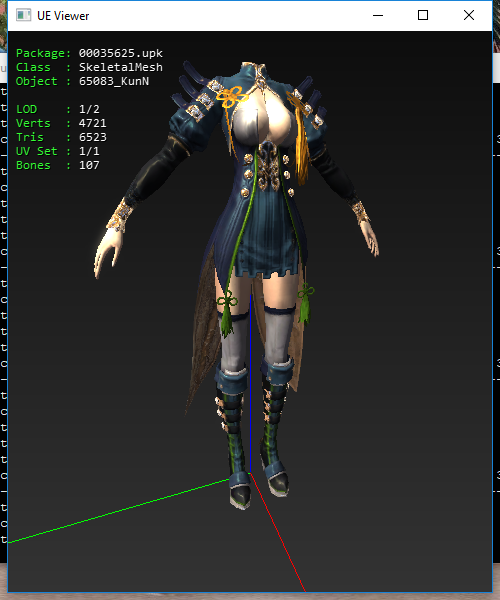 UE Viewer
Package: 00035625.upk
Class : SkeletalMesh
Object : 65083_KunN
LOD : 1/2
Verts : 4721
Tris : 6523
UV Set : 1/1
Bones : 107